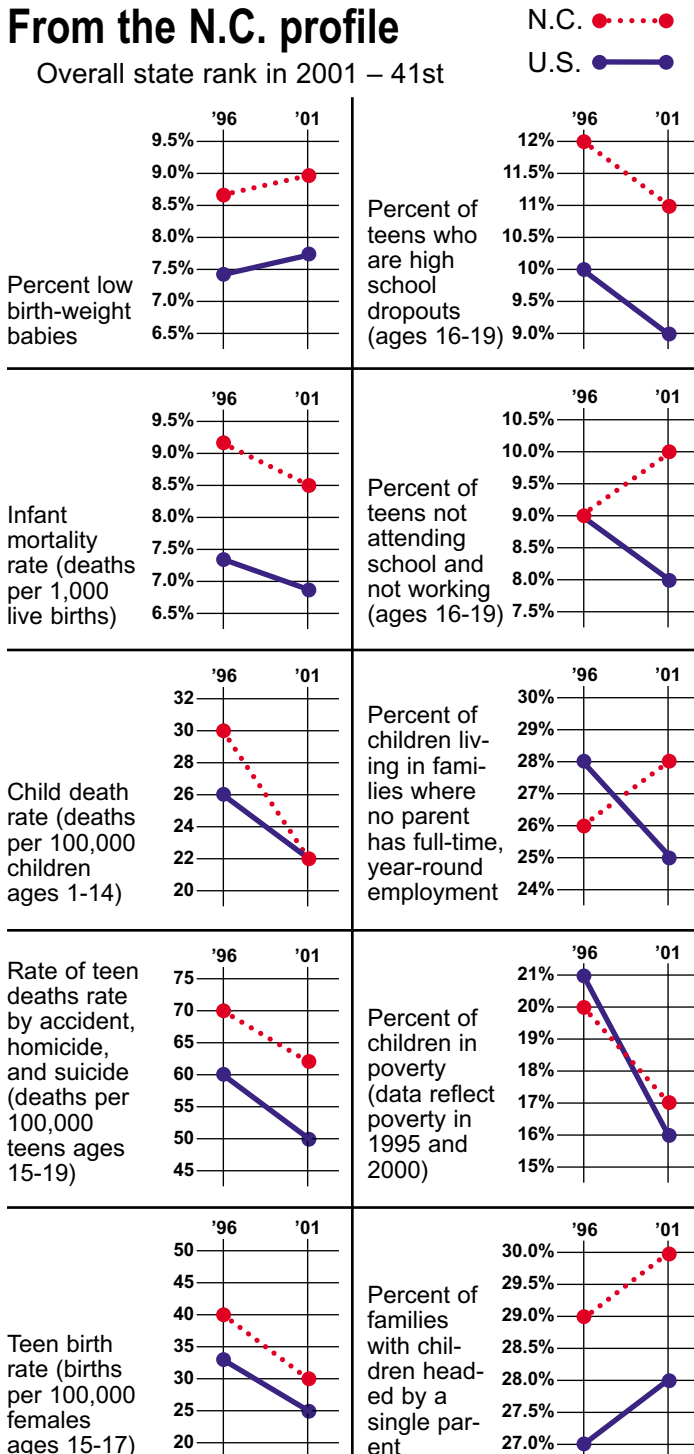 From the N.C. profile
Overall state rank in 2001 – 41st
N.C.
U.S.
'96 '01
9.5%
9.0%
8.5%
8.0%
7.5%
7.0%
6.5%
Percent low
birth-weight
babies
'96 '01
12%
11.5%
11%
10.5%
10%
9.5%
9.0%
Percent of
teens who
are high
school
dropouts
(ages 16-19)
'96 '01
9.5%
9.0%
8.5%
8.0%
7.5%
7.0%
6.5%
Infant
mortality
rate (deaths
per 1,000
live births)
'96 '01
10.5%
10.0%
9.5%
9.0%
8.5%
8.0%
7.5%
Percent of
teens not
attending
school and
not working
(ages 16-19)
'96 '01
32
30
28
26
24
22
20
Child death
rate (deaths
per 100,000
children
ages 1-14)
'96 '01
30%
29%
28%
27%
26%
25%
24%
Percent of
children liv-
ing in fami-
lies where
no parent
has full-time,
year-round
employment
'96 '01
75
70
65
60
55
50
45
Rate of teen
deaths rate
by accident,
homicide,
and suicide
(deaths per
100,000
teens ages
15-19)
'96 '01
21%
20%
19%
18%
17%
16%
15%
Percent of
children in
poverty
(data reflect
poverty in
1995 and
2000)
'96 '01
50
45
40
35
30
25
20
Teen birth
rate (births
per 100,000
females
ages 15-17)
'96 '01
30.0%
29.5%
29.0%
28.5%
28.0%
27.5%
27.0%
Percent of
families
with chil-
dren head-
ed by a
single par-
ent